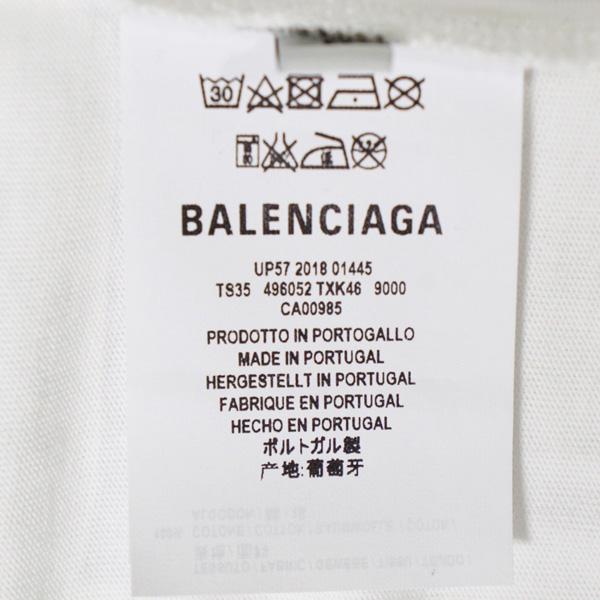 30
BALENCIAGA
UP57 2018 01445
TS35 496052 TXK46 9000
CA00985
PRODOTTO IN PORTOGALLO
MADE IN PORTUGAL
HERGESTELLT IN PORTUGAL
FABRIQUE EN PORTUGAL
HECHO EN PORTUGAL
ポルトガル製
产地:葡萄牙